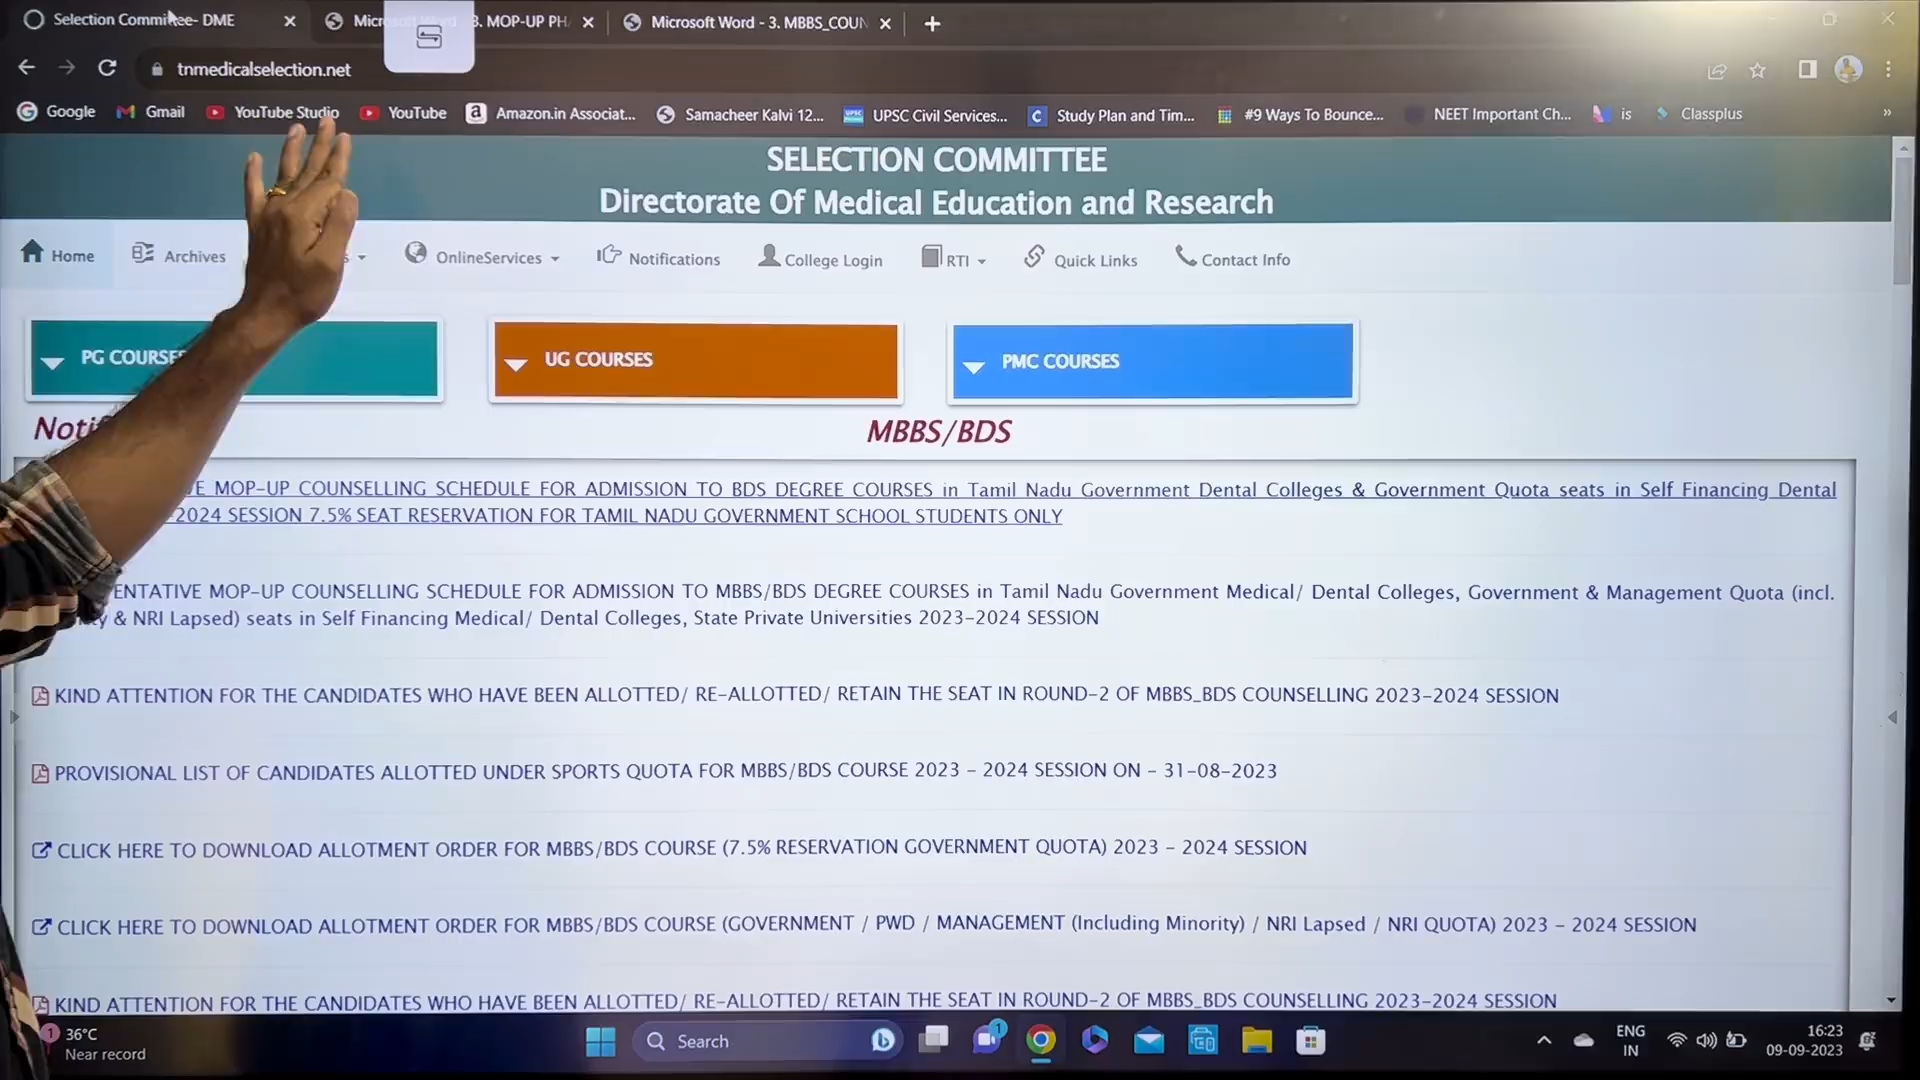 Selection Committee- DME
Microsoft Word - 3. MOP-UP PH
Microsoft Word - 3. MBBS_COUN
tnmedicalselection.net
Google
Gmail
YouTube Studio
YouTube
Amazon.in Associat...
Samacheer Kalvi 12...
UPSC Civil Services...
Study Plan and Tim...
#9 Ways To Bounce...
NEET Important Ch...
is
Classplus
»
SELECTION COMMITTEE
Directorate Of Medical Education and Research
Home
Archives
OnlineServices
Notifications
College Login
RTI
Quick Links
Contact Info
PG COURSES
UG COURSES
PMC COURSES
MBBS/BDS
MOP-UP COUNSELLING SCHEDULE FOR ADMISSION TO BDS DEGREE COURSES in Tamil Nadu Government Dental Colleges & Government Quota seats in Self Financing Dental
-2024 SESSION 7.5% SEAT RESERVATION FOR TAMIL NADU GOVERNMENT SCHOOL STUDENTS ONLY
ENTATIVE MOP-UP COUNSELLING SCHEDULE FOR ADMISSION TO MBBS/BDS DEGREE COURSES in Tamil Nadu Government Medical/ Dental Colleges, Government & Management Quota (incl.
& NRI Lapsed) seats in Self Financing Medical/ Dental Colleges, State Private Universities 2023-2024 SESSION
KIND ATTENTION FOR THE CANDIDATES WHO HAVE BEEN ALLOTTED/ RE-ALLOTTED/ RETAIN THE SEAT IN ROUND-2 OF MBBS_BDS COUNSELLING 2023-2024 SESSION
PROVISIONAL LIST OF CANDIDATES ALLOTTED UNDER SPORTS QUOTA FOR MBBS/BDS COURSE 2023 - 2024 SESSION ON - 31-08-2023
CLICK HERE TO DOWNLOAD ALLOTMENT ORDER FOR MBBS/BDS COURSE (7.5% RESERVATION GOVERNMENT QUOTA) 2023 - 2024 SESSION
CLICK HERE TO DOWNLOAD ALLOTMENT ORDER FOR MBBS/BDS COURSE (GOVERNMENT / PWD / MANAGEMENT (Including Minority) / NRI Lapsed / NRI QUOTA) 2023 - 2024 SESSION
KIND ATTENTION FOR THE CANDIDATES WHO HAVE BEEN ALLOTTED/ RE-ALLOTTED/ RETAIN THE SEAT IN ROUND-2 OF MBBS_BDS COUNSELLING 2023-2024 SESSION
1
36°C
Near record
Search
1
ENG
IN
16:23
09-09-2023